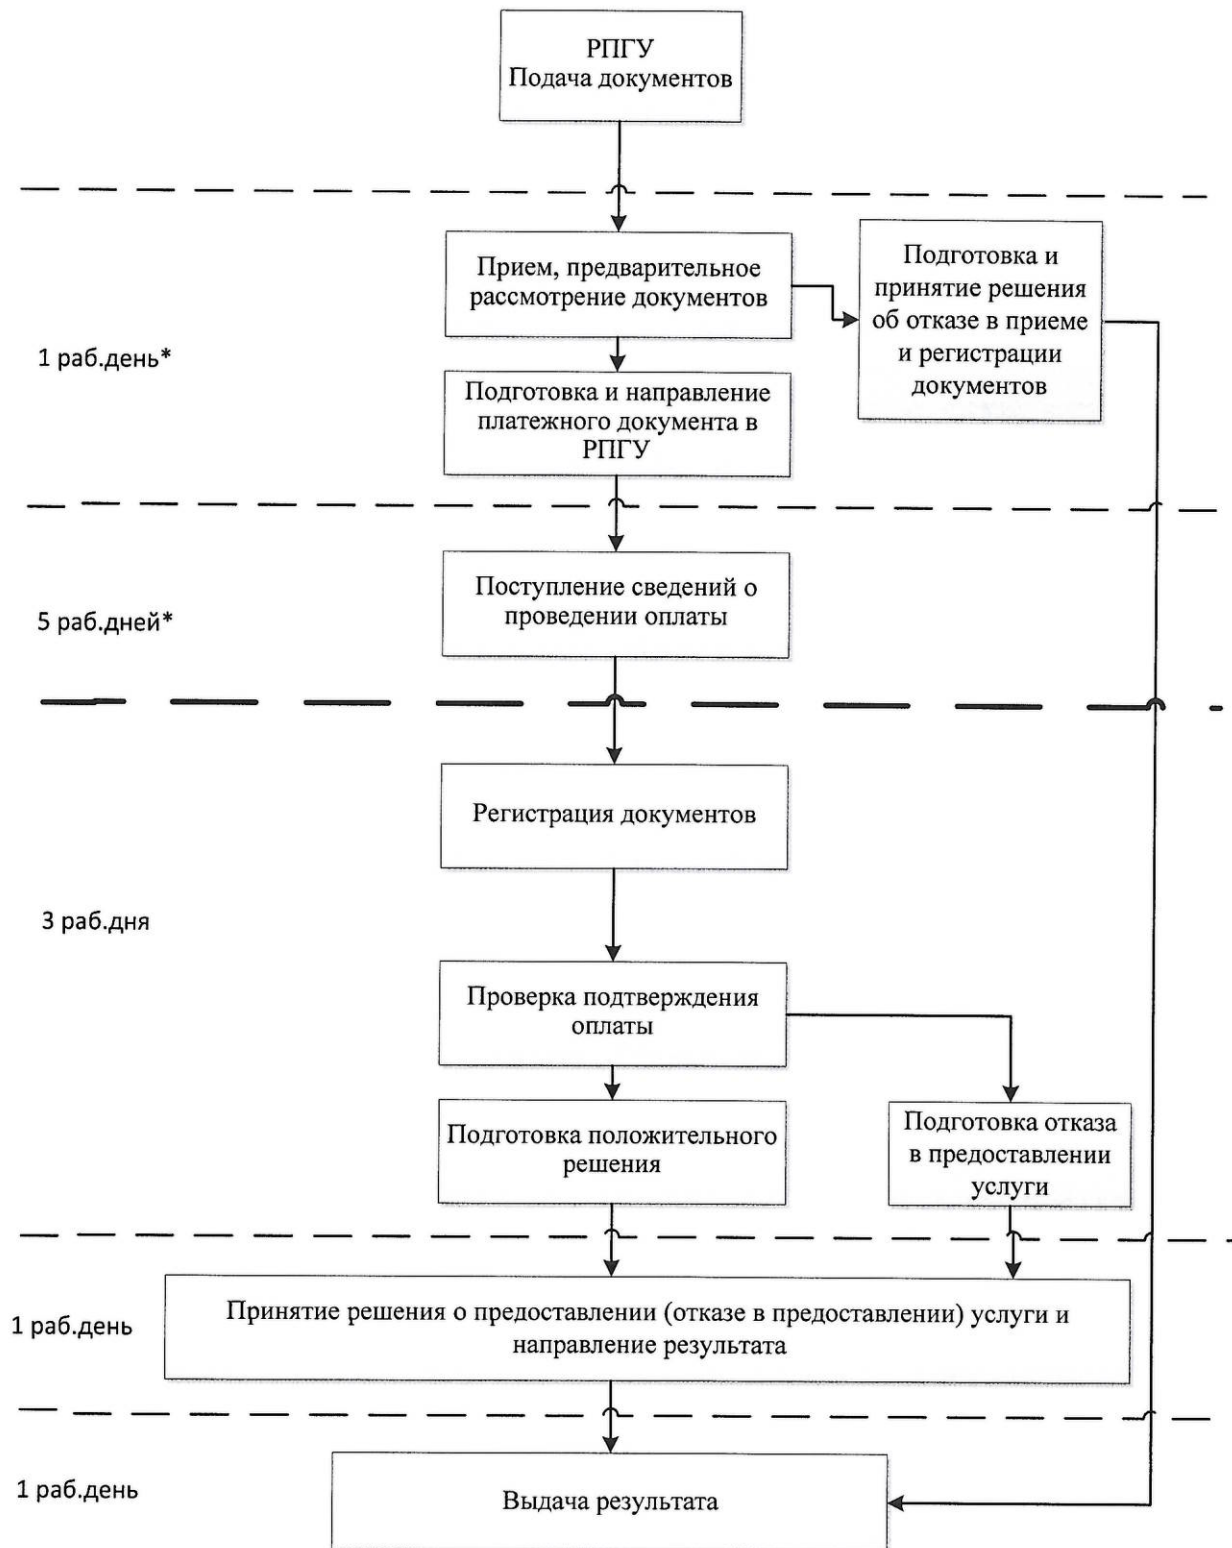 РПГУ
Подача документов
Прием, предварительное
рассмотрение документов
Подготовка и
принятие решения
об отказе в приеме
и регистрации
документов
1 раб.день*
Подготовка и направление
платежного документа в
РПГУ
5 раб.дней*
Поступление сведений о
проведении оплаты
Регистрация документов
3 раб.дня
Проверка подтверждения
оплаты
Подготовка положительного
решения
Подготовка отказа
в предоставлении
услуги
1 раб.день
Принятие решения о предоставлении (отказе в предоставлении) услуги и
направление результата
1 раб.день
Выдача результата